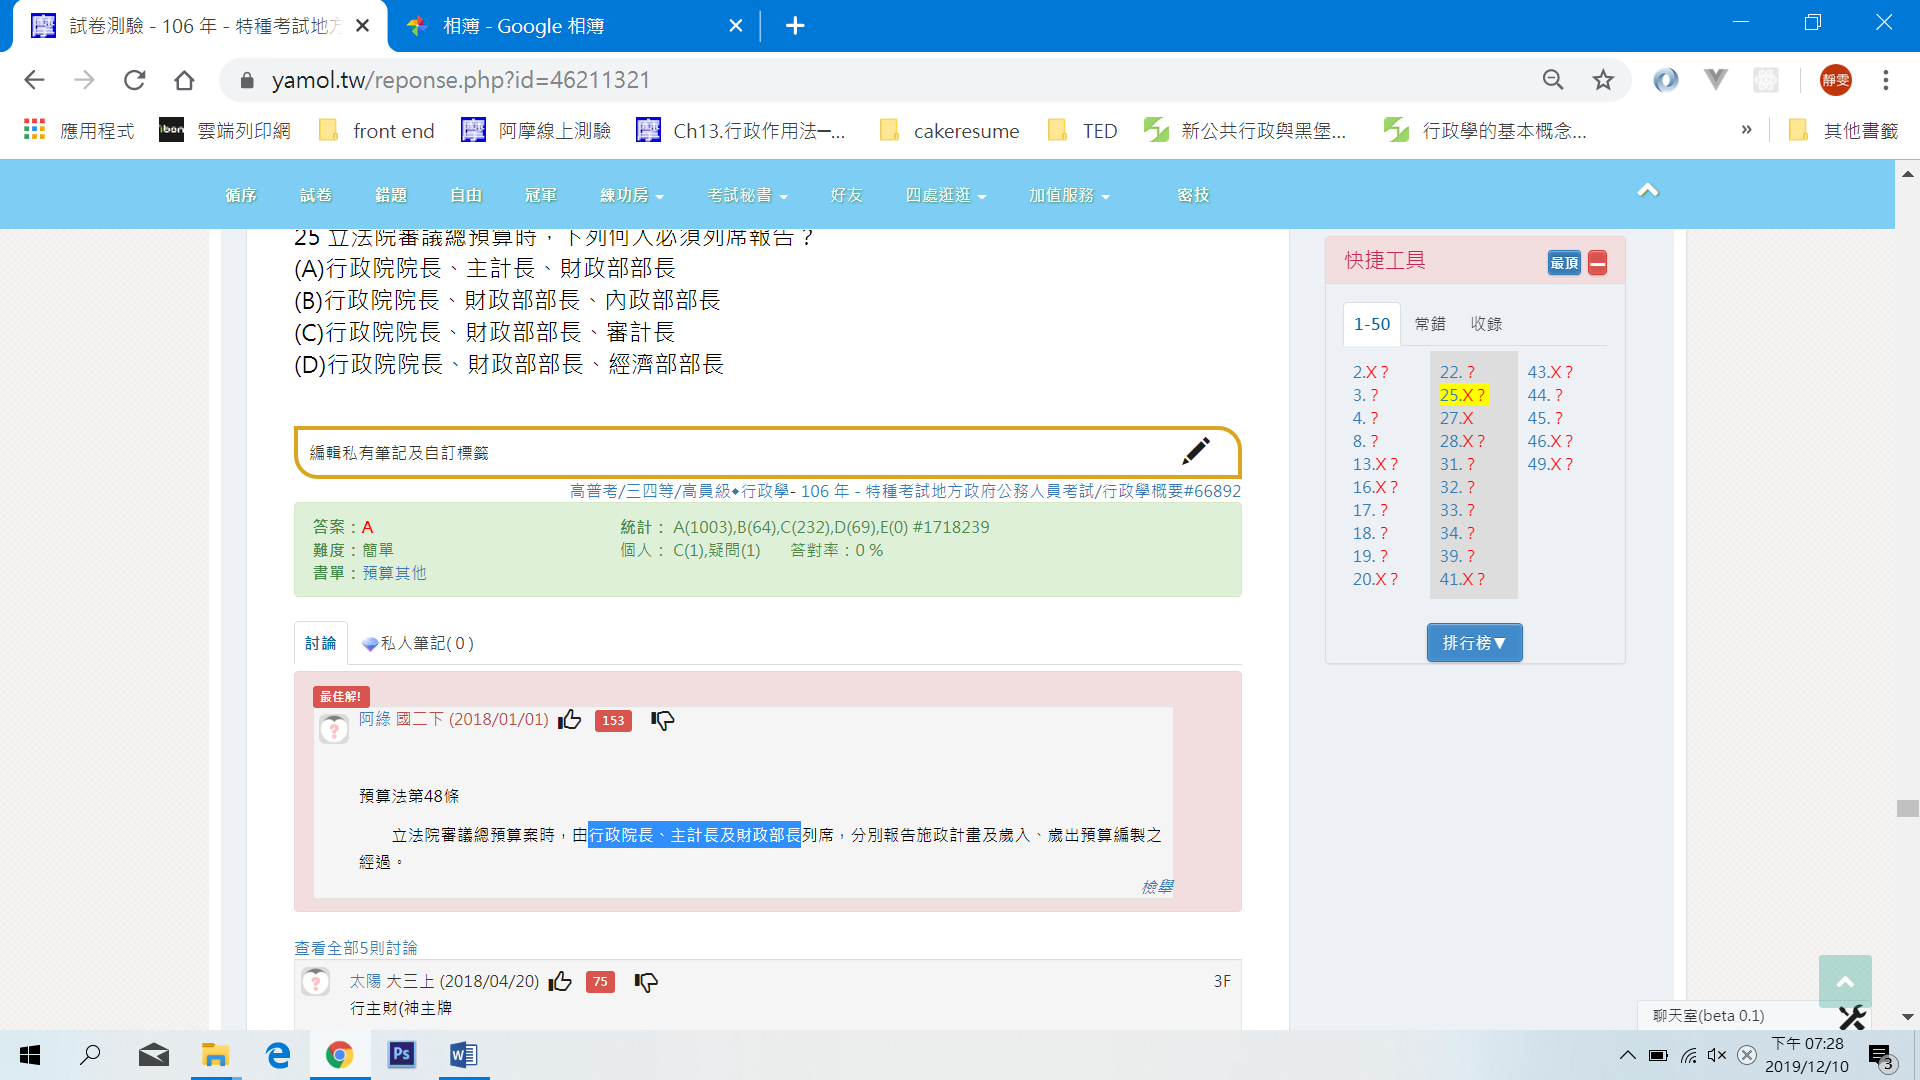 試卷測驗 - 106 年 - 特種考試地方
相簿 - Google 相簿
yamol.tw/reponse.php?id=46211321
靜雯
應用程式
ibon
雲端列印網
front end
摩
阿摩線上測驗
摩
Ch13.行政作用法─...
cakeresume
TED
新公共行政與黑堡...
行政學的基本概念...
»
其他書籤
循序 試卷 錯題 自由 冠軍 練功房 考試秘書 好友 四處逛逛 加值服務 密技
25 立法院審議總預算時，下列何人必須列席報告？
(A)行政院院長、主計長、財政部部長
(B)行政院院長、財政部部長、內政部部長
(C)行政院院長、財政部部長、審計長
(D)行政院院長、財政部部長、經濟部部長
編輯私有筆記及自訂標籤
高普考/三四等/高員級◆行政學- 106 年 - 特種考試地方政府公務人員考試/行政學概要#66892
答案：A
難度：簡單
書單：預算其他
統計： A(1003),B(64),C(232),D(69),E(0) #1718239
個人： C(1),疑問(1) 答對率：0 %
討論
私人筆記( 0 )
最佳解!
阿綠 國二下 (2018/01/01) 153
預算法第48條
立法院審議總預算案時，由行政院長、主計長及財政部長列席，分別報告施政計畫及歲入、歲出預算編製之
經過。
檢舉
查看全部5則討論
太陽 大三上 (2018/04/20) 75
3F
行主財(神主牌
快捷工具
最頂
1-50 常錯 收錄
2.X ? 22. ? 43.X ?
3. ? 25.X ? 44. ?
4. ? 27.X 45. ?
8. ? 28.X ? 46.X ?
13.X ? 31. ? 49.X ?
16.X ? 32. ?
17. ? 33. ?
18. ? 34. ?
19. ? 39. ?
20.X ? 41.X ?
排行榜▼
聊天室(beta 0.1)
Ps
下午 07:28
2019/12/10
3